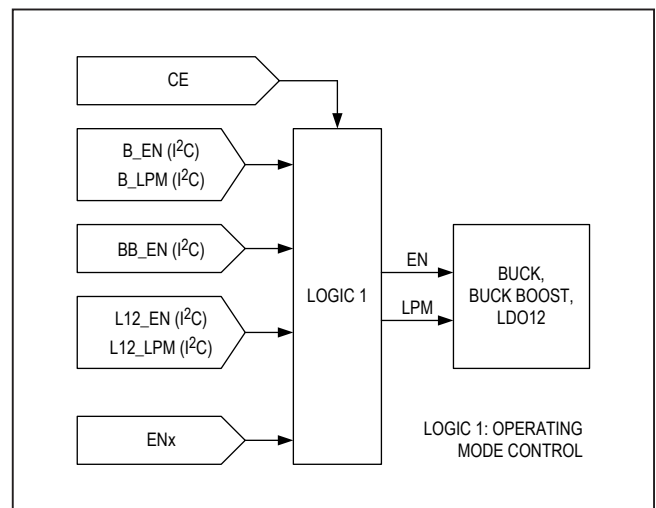 CE
B_EN (I²C)
B_LPM (I²C)
BB_EN (I²C)
L12_EN (I²C)
L12_LPM (I²C)
ENx
LOGIC 1
EN
LPM
BUCK,
BUCK BOOST,
LDO12
LOGIC 1: OPERATING
MODE CONTROL